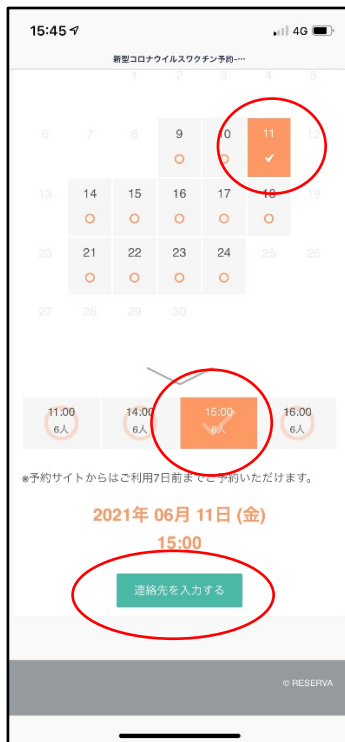 15:45 4G
新型コロナウイルスワクチン予約-…
1 2 3 4 5
6 7 8 9 10 11 12
13 14 15 16 17 18 19
20 21 22 23 24 25 26
27 28 29 30
11:00 14:00 15:00 16:00
6人 6人 6人 6人
※予約サイトからはご利用7日前までご予約いただけます。
2021年 06月 11日 (金)
15:00
連絡先を入力する
© RESERVA